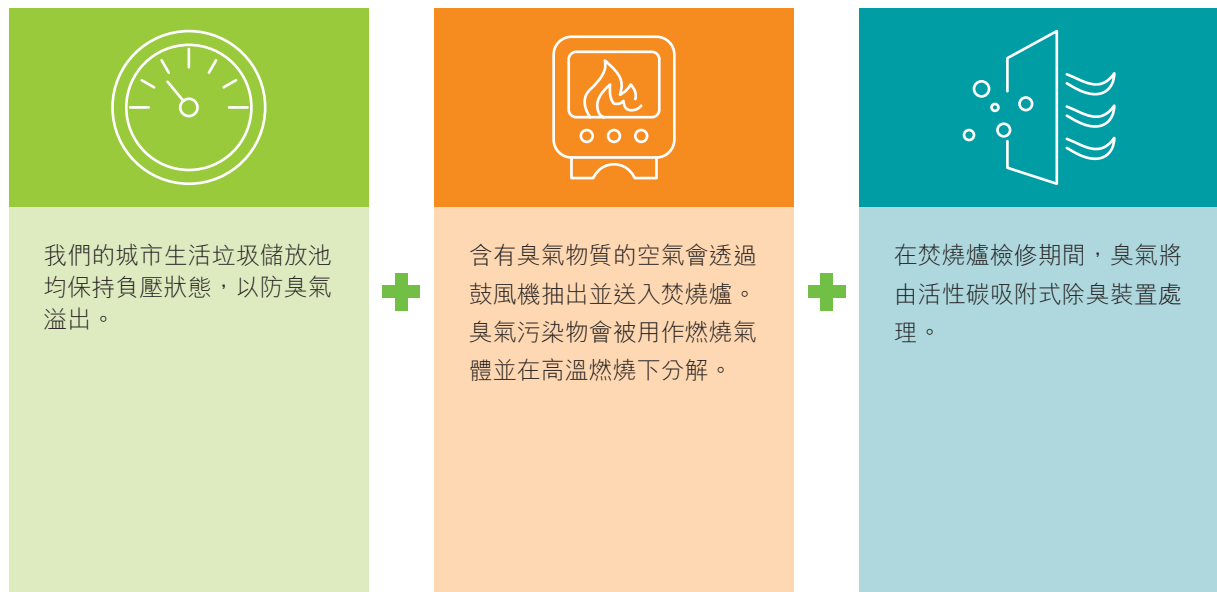 我們的城市生活垃圾儲放池
均保持負壓狀態，以防臭氣
溢出。
含有臭氣物質的空氣會透過
鼓風機抽出並送入焚燒爐。
臭氣污染物會被用作燃燒氣
體並在高溫燃燒下分解。
在焚燒爐檢修期間，臭氣將
由活性碳吸附式除臭裝置處
理。